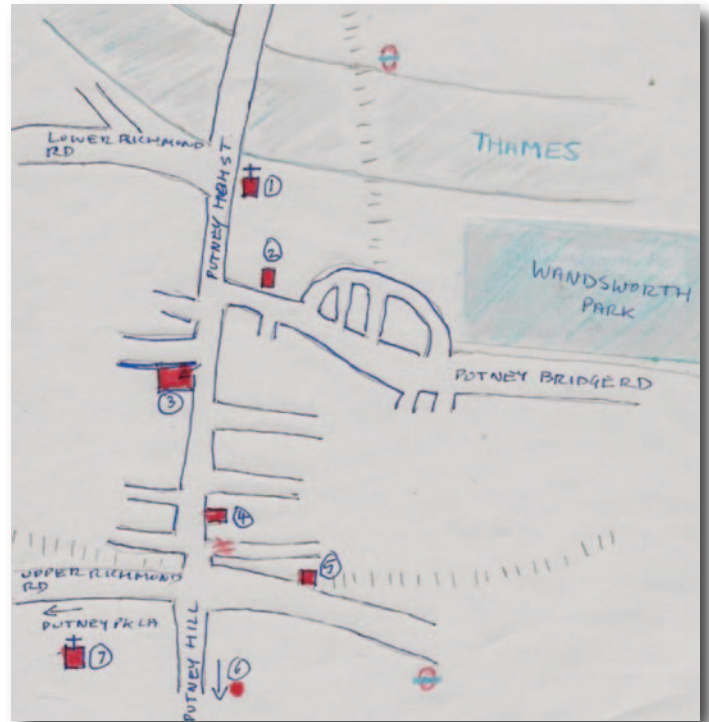 LOWER RICHMOND
RD
THAMES
①
PUTNEY HIGH ST
②
WANDSWORTH
PARK
PUTNEY BRIDGE RD
③
④
⑤
UPPER RICHMOND
RD
PUTNEY PK LA
⑦
PUTNEY HILL
⑥